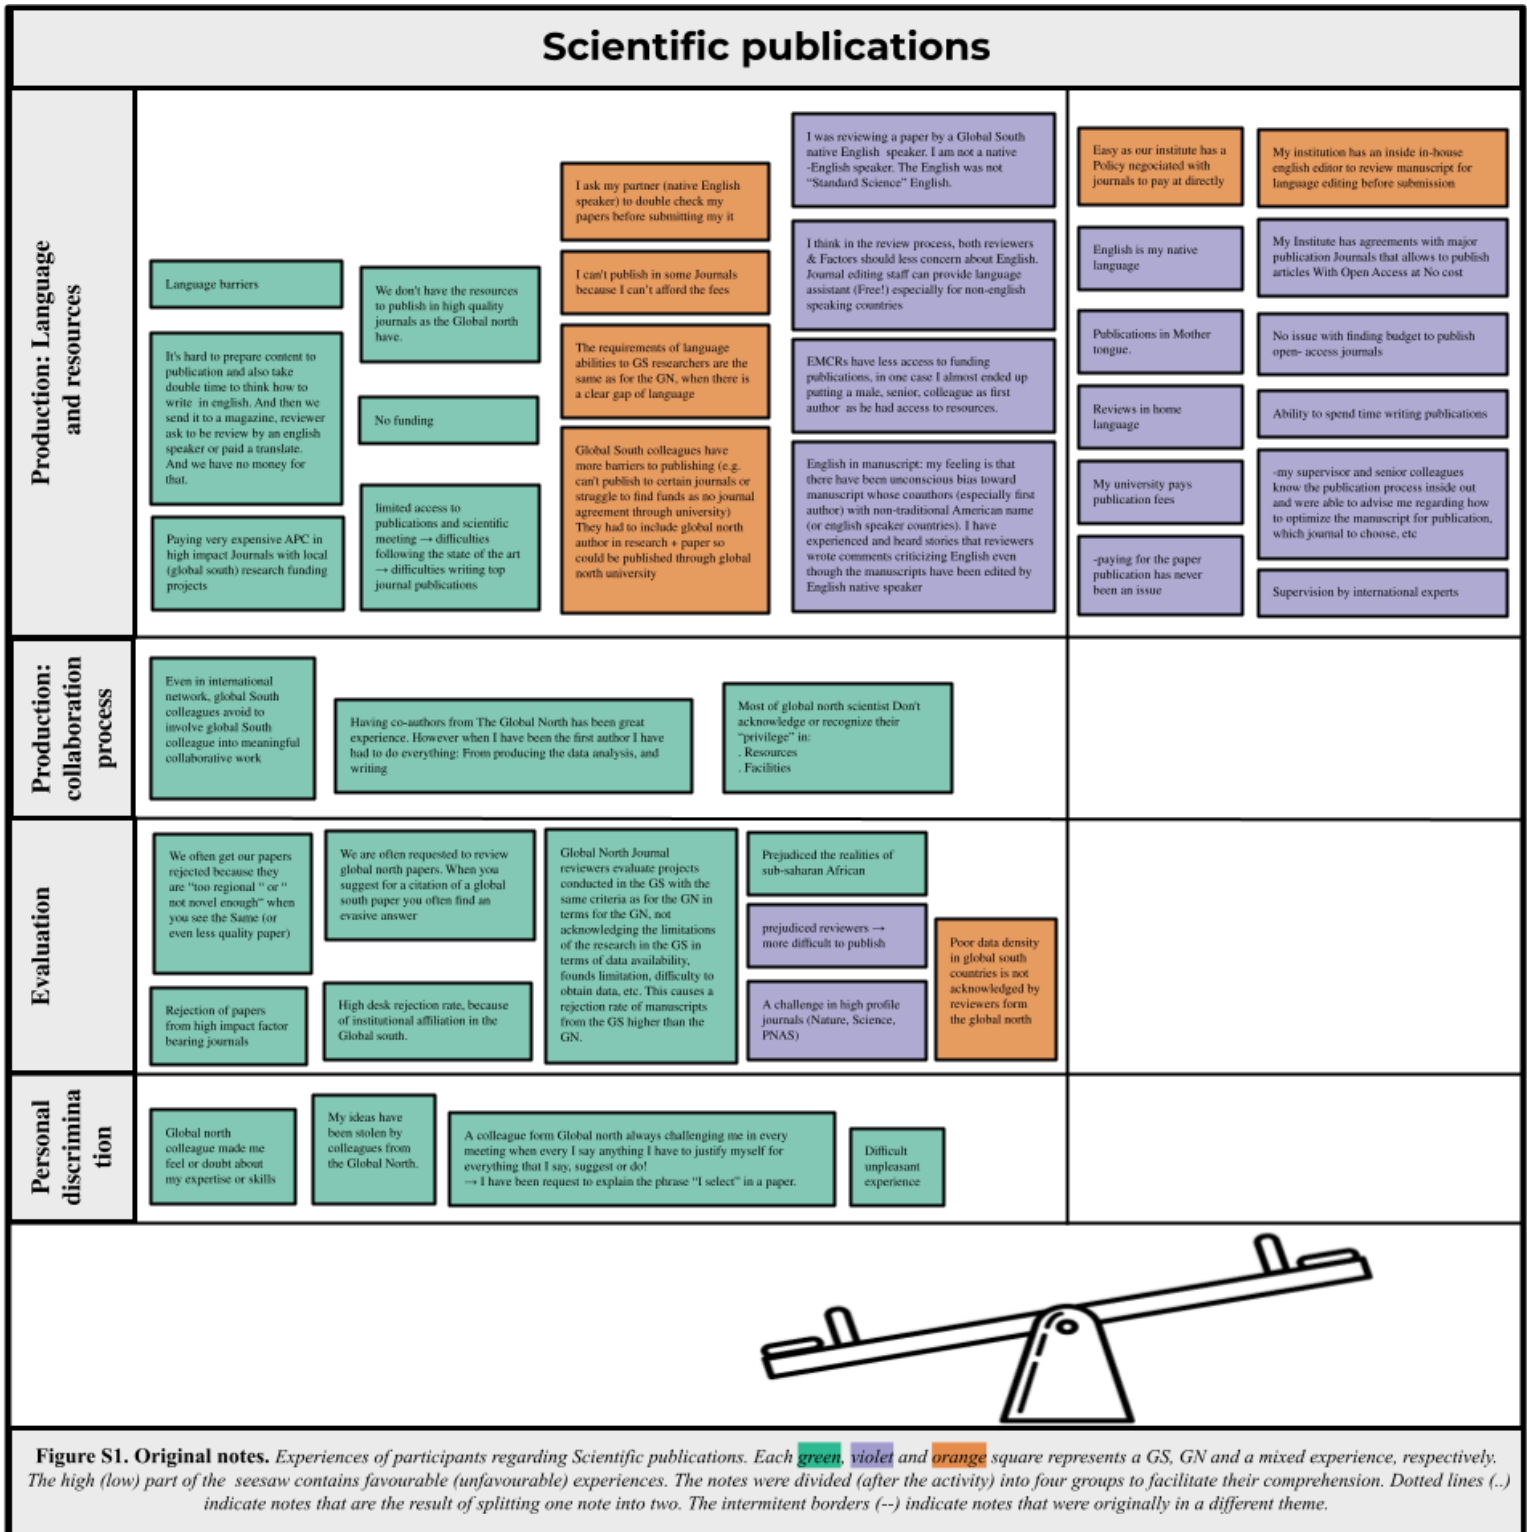 Scientific publications
Production: Language
and resources
Language barriers
It's hard to prepare content to
publication and also take
double time to think how to
write in english. And then we
send it to a magazine, reviewer
ask to be review by an english
speaker or paid a translate.
And we have no money for
that.
Paying very expensive APC in
high impact Journals with local
(global south) research funding
projects
We don't have the resources
to publish in high quality
journals as the Global north
have.
No funding
limited access to
publications and scientific
meeting → difficulties
following the state of the art
→ difficulties writing top
journal publications
I ask my partner (native English
speaker) to double check my
papers before submitting my it
I can't publish in some Journals
because I can't afford the fees
The requirements of language
abilities to GS researchers are the
same as for the GN, when there is
a clear gap of language
Global South colleagues have
more barriers to publishing (e.g.
can't publish to certain journals or
struggle to find funds as no journal
agreement through university)
They had to include global north
author in research + paper so
could be published through global
north university
I was reviewing a paper by a Global South
native English speaker. I am not a native
-English speaker. The English was not
"Standard Science" English.
I think in the review process, both reviewers
& Factors should less concern about English.
Journal editing staff can provide language
assistant (Free!) especially for non-english
speaking countries
EMCRs have less access to funding
publications, in one case I almost ended up
putting a male, senior, colleague as first
author as he had access to resources.
English in manuscript: my feeling is that
there have been unconscious bias toward
manuscript whose coauthors (especially first
author) with non-traditional American name
(or english speaker countries). I have
experienced and heard stories that reviewers
wrote comments criticizing English even
though the manuscripts have been edited by
English native speaker
Easy as our institute has a
Policy negociated with
journals to pay at directly
English is my native
language
Publications in Mother
tongue.
Reviews in home
language
My university pays
publication fees
-paying for the paper
publication has never
been an issue
My institution has an inside in-house
english editor to review manuscript for
language editing before submission
My Institute has agreements with major
publication Journals that allows to publish
articles With Open Access at No cost
No issue with finding budget to publish
open- access journals
Ability to spend time writing publications
-my supervisor and senior colleagues
know the publication process inside out
and were able to advise me regarding how
to optimize the manuscript for publication,
which journal to choose, etc
Supervision by international experts
Production:
collaboration
process
Even in international
network, global South
colleagues avoid to
involve global South
colleague into meaningful
collaborative work
Having co-authors from The Global North has been great
experience. However when I have been the first author I have
had to do everything: From producing the data analysis, and
writing
Most of global north scientist Don't
acknowledge or recognize their
"privilege" in:
. Resources
. Facilities
Evaluation
We often get our papers
rejected because they
are "too regional " or "
not novel enough" when
you see the Same (or
even less quality paper)
Rejection of papers
from high impact factor
bearing journals
We are often requested to review
global north papers. When you
suggest for a citation of a global
south paper you often find an
evasive answer
High desk rejection rate, because
of institutional affiliation in the
Global south.
Global North Journal
reviewers evaluate projects
conducted in the GS with the
same criteria as for the GN in
terms for the GN, not
acknowledging the limitations
of the research in the GS in
terms of data availability,
founds limitation, difficulty to
obtain data, etc. This causes a
rejection rate of manuscripts
from the GS higher than the
GN.
Prejudiced the realities of
sub-saharan African
prejudiced reviewers →
more difficult to publish
A challenge in high profile
journals (Nature, Science,
PNAS)
Poor data density
in global south
countries is not
acknowledged by
reviewers form
the global north
Personal
discrimina
tion
Global north
colleague made me
feel or doubt about
my expertise or skills
My ideas have
been stolen by
colleagues from
the Global North.
A colleague form Global north always challenging me in every
meeting when every I say anything I have to justify myself for
everything that I say, suggest or do!
→ I have been request to explain the phrase "I select" in a paper.
Difficult
unpleasant
experience
Figure S1. Original notes. Experiences of participants regarding Scientific publications. Each green, violet and orange square represents a GS, GN and a mixed experience, respectively.
The high (low) part of the seesaw contains favourable (unfavourable) experiences. The notes were divided (after the activity) into four groups to facilitate their comprehension. Dotted lines (..)
indicate notes that are the result of splitting one note into two. The intermitent borders (--) indicate notes that were originally in a different theme.